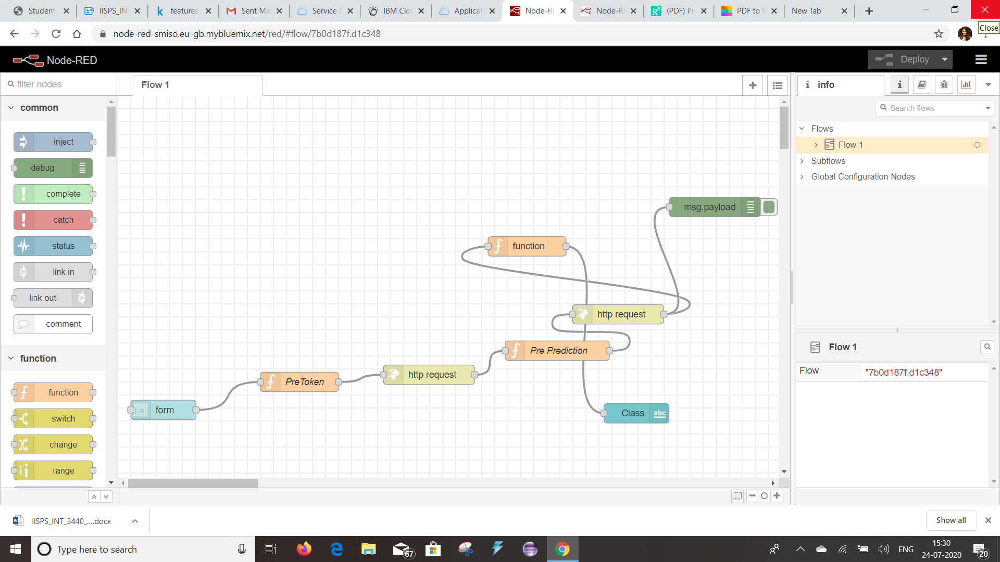 Student
IISPS_IN
features
Sent Ma
Service D
IBM Clou
Applicat
Node-RE
Node-RE
(PDF) Pr
PDF to W
New Tab
Close
node-red-smiso.eu-gb.mybluemix.net/red/#flow/7b0d187f.d1c348
Node-RED
Deploy
filter nodes
Flow 1
info
common
Search flows
inject
Flows
Flow 1
debug
Subflows
Global Configuration Nodes
complete
msg.payload
catch
status
function
link in
link out
http request
comment
Pre Prediction
Flow 1
function
http request
Flow
"7b0d187f.d1c348"
PreToken
function
form
Class
abc
switch
change
range
IISPS_INT_3440_....docx
Show all
Type here to search
67
ENG
15:30
24-07-2020
20